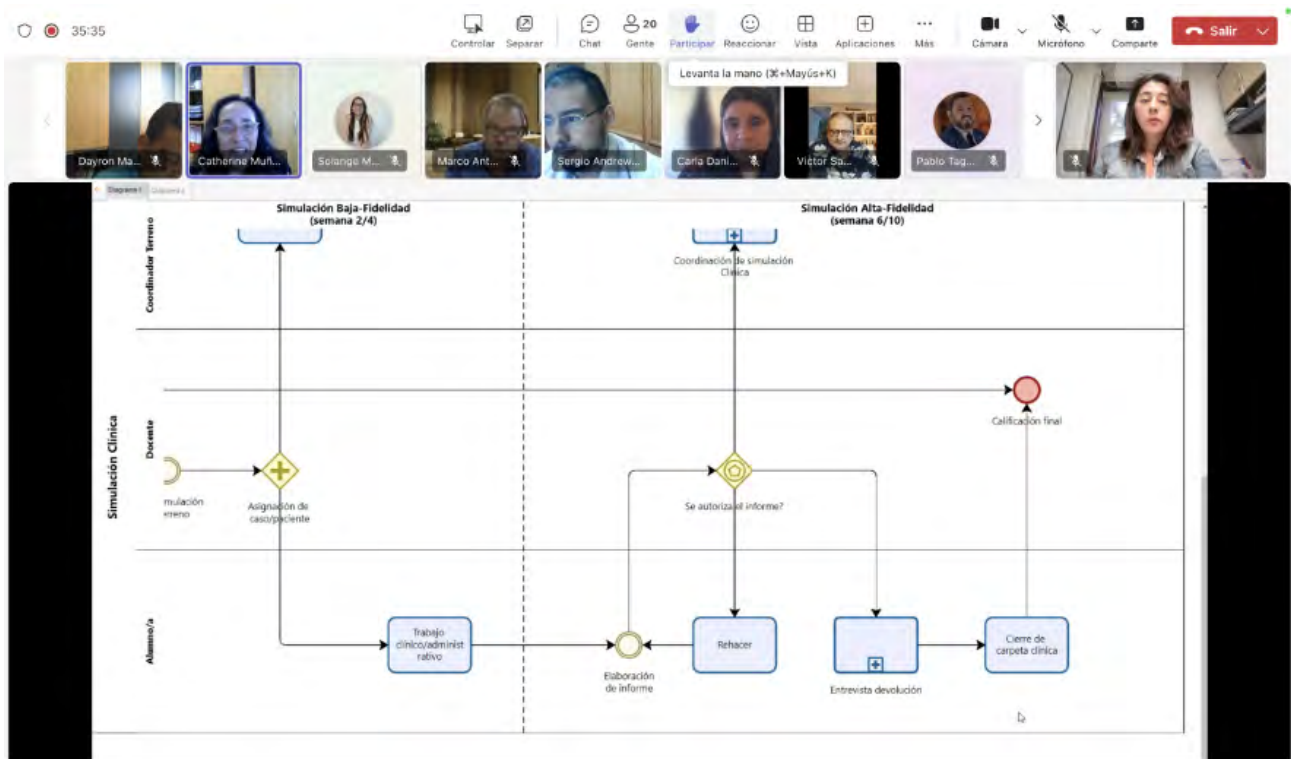 35:35
Controlar
Separar
Chat
20
Gente
Participar
Reaccionar
Vista
Aplicaciones
Más
Cámara
Micrófono
Comparte
Salir
Levanta la mano (⌘+Mayús+K)
Dayron Ma...
Catherine Muñ...
Solange M...
Marco Ant...
Sergio Andrew...
Carla Dani...
Victor Sa...
Pablo Tag...
Diagrama 1
Simulación Baja-Fidelidad
(semana 2/4)
Simulación Alta-Fidelidad
(semana 6/10)
Simulación Clínica
Coordinador Terreno
Coordinación de simulación
Clínica
Docente
Calificación final
mulación
erreno
Asignación de
caso/paciente
Se autoriza el informe?
Alumno/a
Trabajo
clínico/administ
rativo
Elaboración
de informe
Rehacer
Entrevista devolución
Cierre de
carpeta clínica